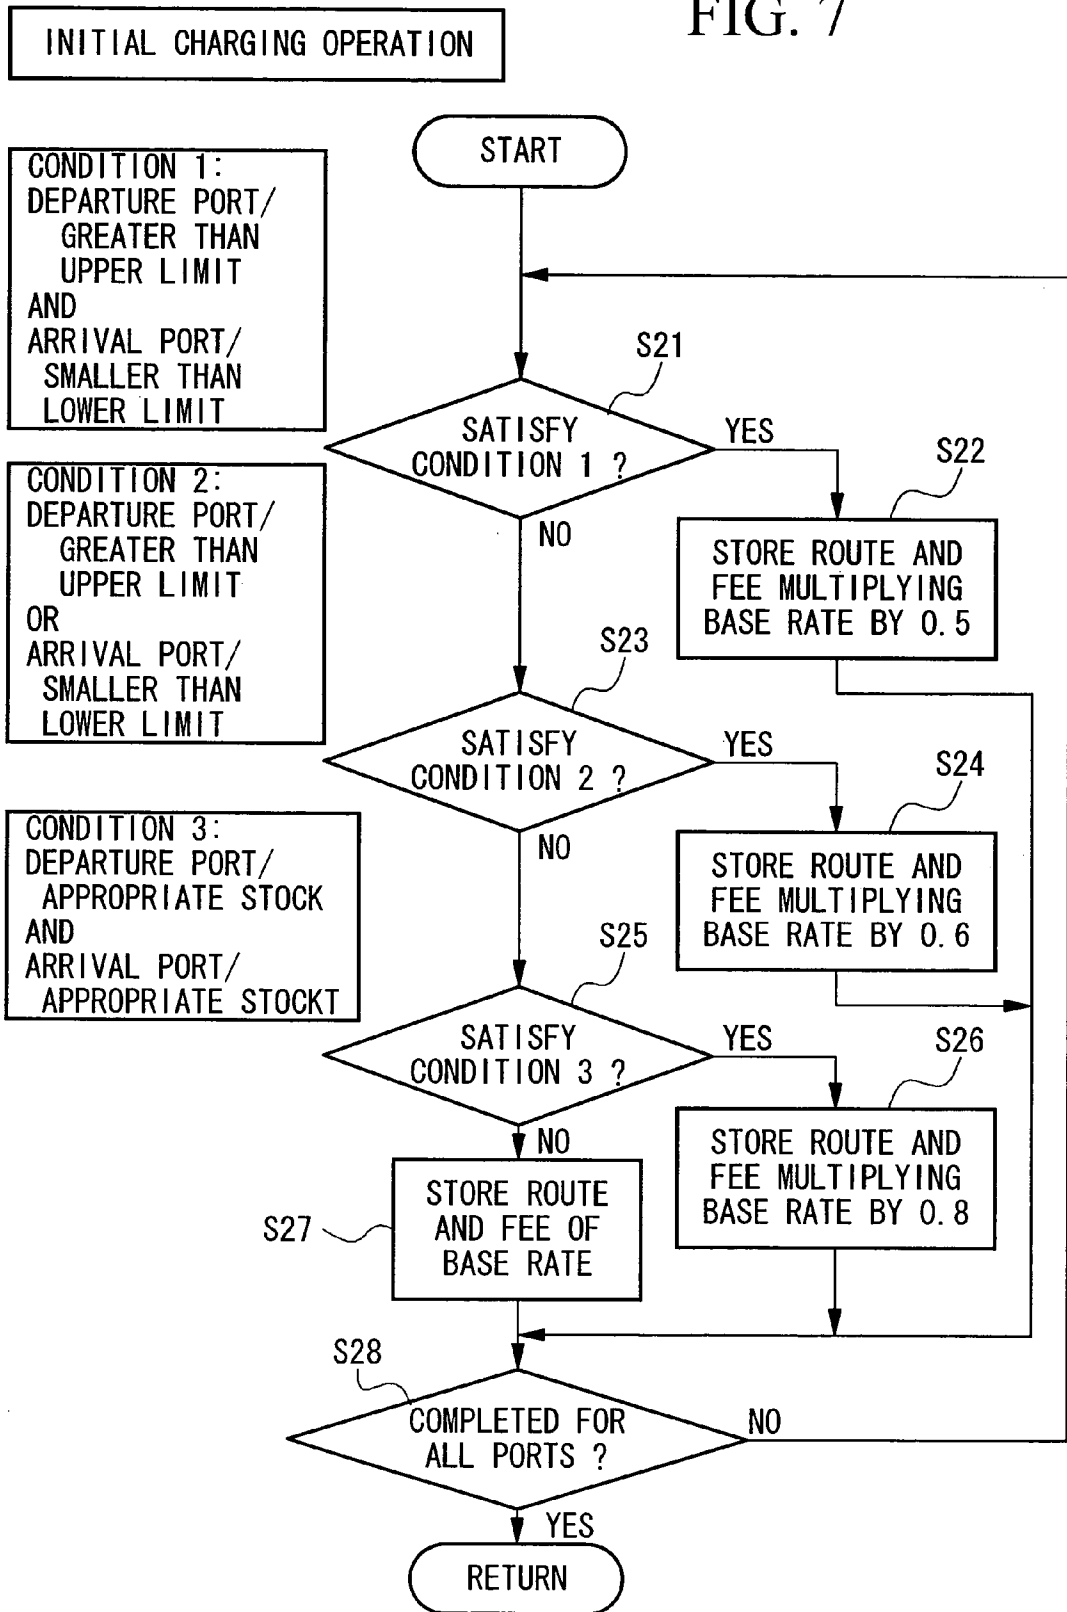 FIG. 7
INITIAL CHARGING OPERATION
START
CONDITION 1:
DEPARTURE PORT/
GREATER THAN
UPPER LIMIT
AND
ARRIVAL PORT/
SMALLER THAN
LOWER LIMIT
S21
SATISFY
CONDITION 1 ?
YES
NO
S22
STORE ROUTE AND
FEE MULTIPLYING
BASE RATE BY 0.5
CONDITION 2:
DEPARTURE PORT/
GREATER THAN
UPPER LIMIT
OR
ARRIVAL PORT/
SMALLER THAN
LOWER LIMIT
S23
SATISFY
CONDITION 2 ?
YES
NO
S24
STORE ROUTE AND
FEE MULTIPLYING
BASE RATE BY 0.6
CONDITION 3:
DEPARTURE PORT/
APPROPRIATE STOCK
AND
ARRIVAL PORT/
APPROPRIATE STOCKT
S25
SATISFY
CONDITION 3 ?
YES
NO
S26
STORE ROUTE AND
FEE MULTIPLYING
BASE RATE BY 0.8
S27
STORE ROUTE
AND FEE OF
BASE RATE
S28
COMPLETED FOR
ALL PORTS ?
NO
YES
RETURN